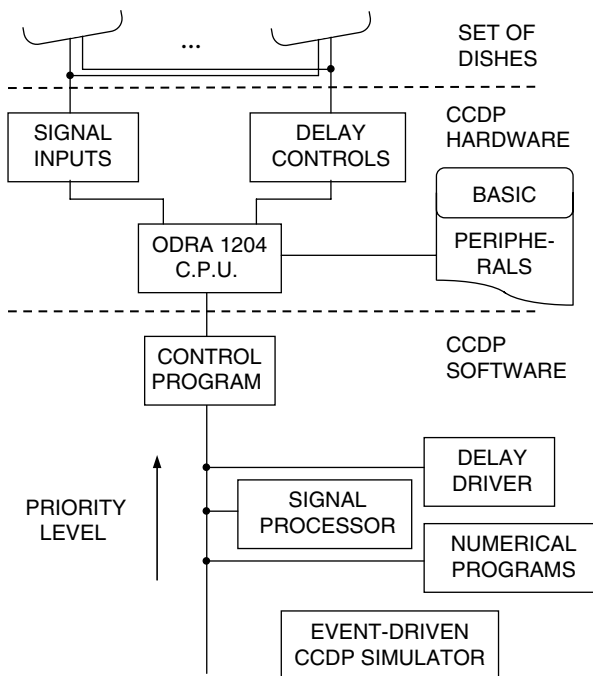 ...
SET OF
DISHES
SIGNAL
INPUTS
DELAY
CONTROLS
CCDP
HARDWARE
BASIC
PERIPHE-
RALS
ODRA 1204
C.P.U.
CONTROL
PROGRAM
CCDP
SOFTWARE
PRIORITY
LEVEL
DELAY
DRIVER
SIGNAL
PROCESSOR
NUMERICAL
PROGRAMS
EVENT-DRIVEN
CCDP SIMULATOR